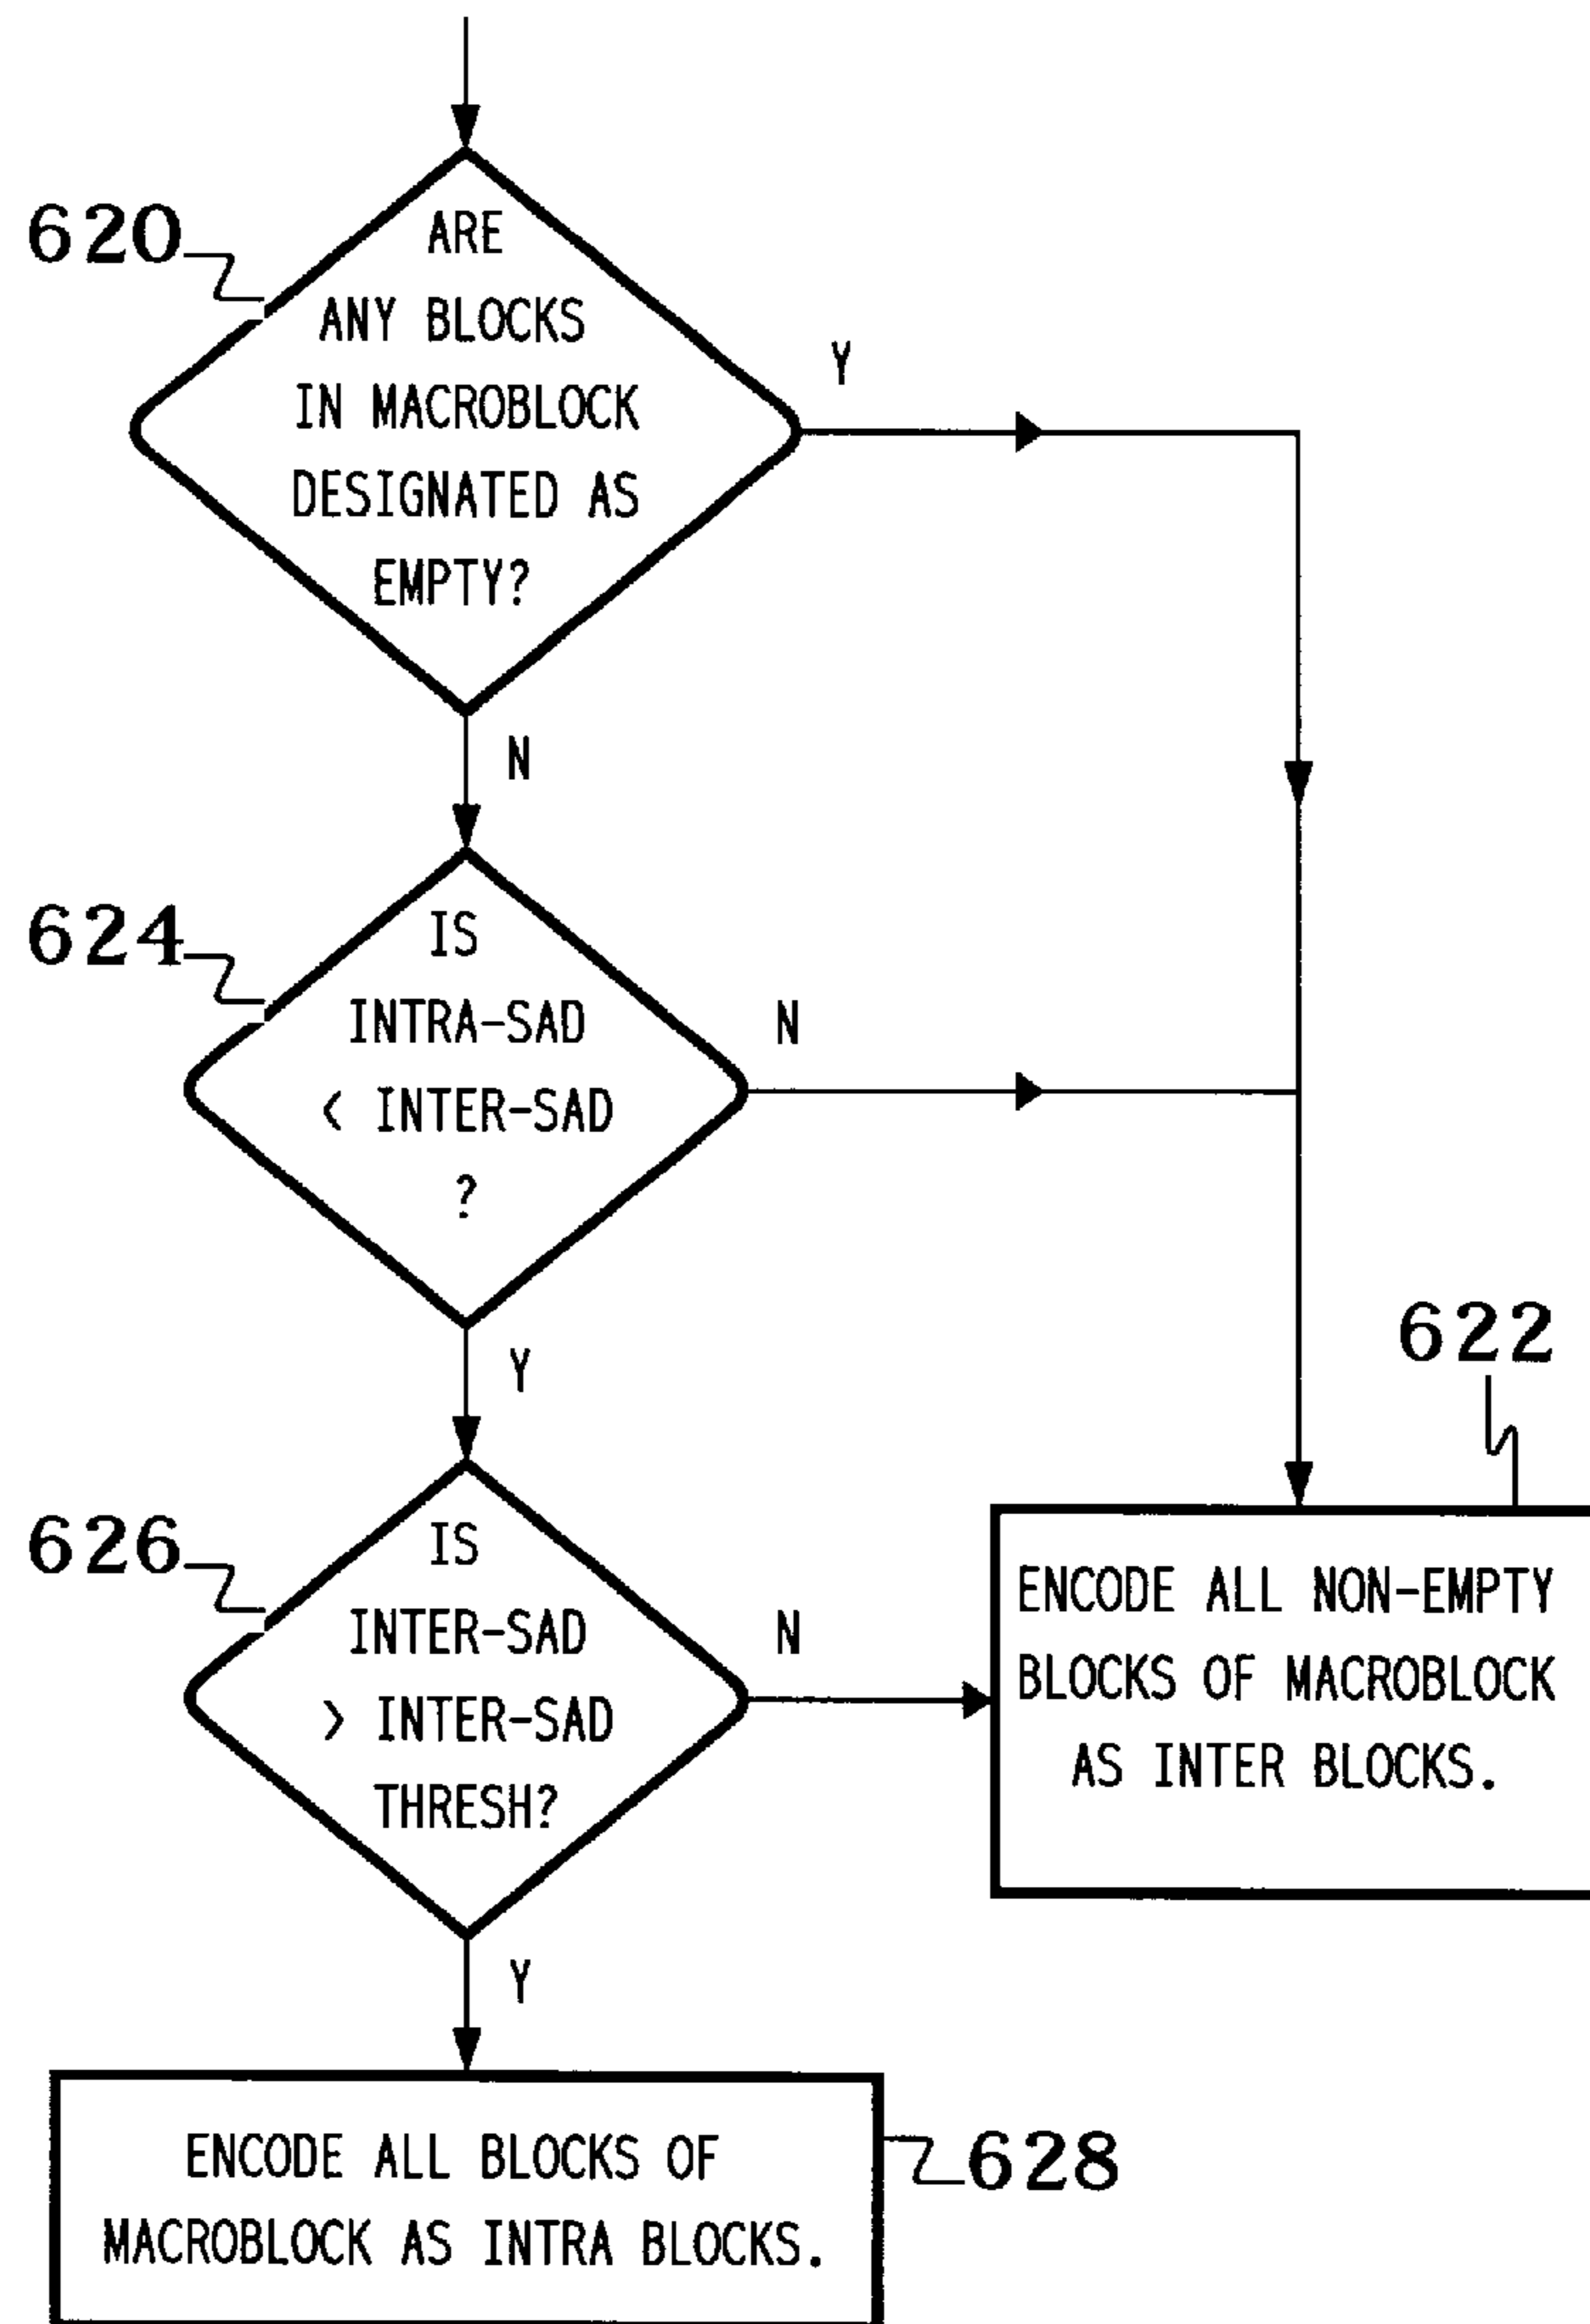 620
ARE
ANY BLOCKS
IN MACROBLOCK
DESIGNATED AS
EMPTY?
Y
N
624
IS
INTRA-SAD
< INTER-SAD
?
N
Y
622
626
IS
INTER-SAD
> INTER-SAD
THRESH?
N
ENCODE ALL NON-EMPTY
BLOCKS OF MACROBLOCK
AS INTER BLOCKS.
Y
ENCODE ALL BLOCKS OF
MACROBLOCK AS INTRA BLOCKS.
628